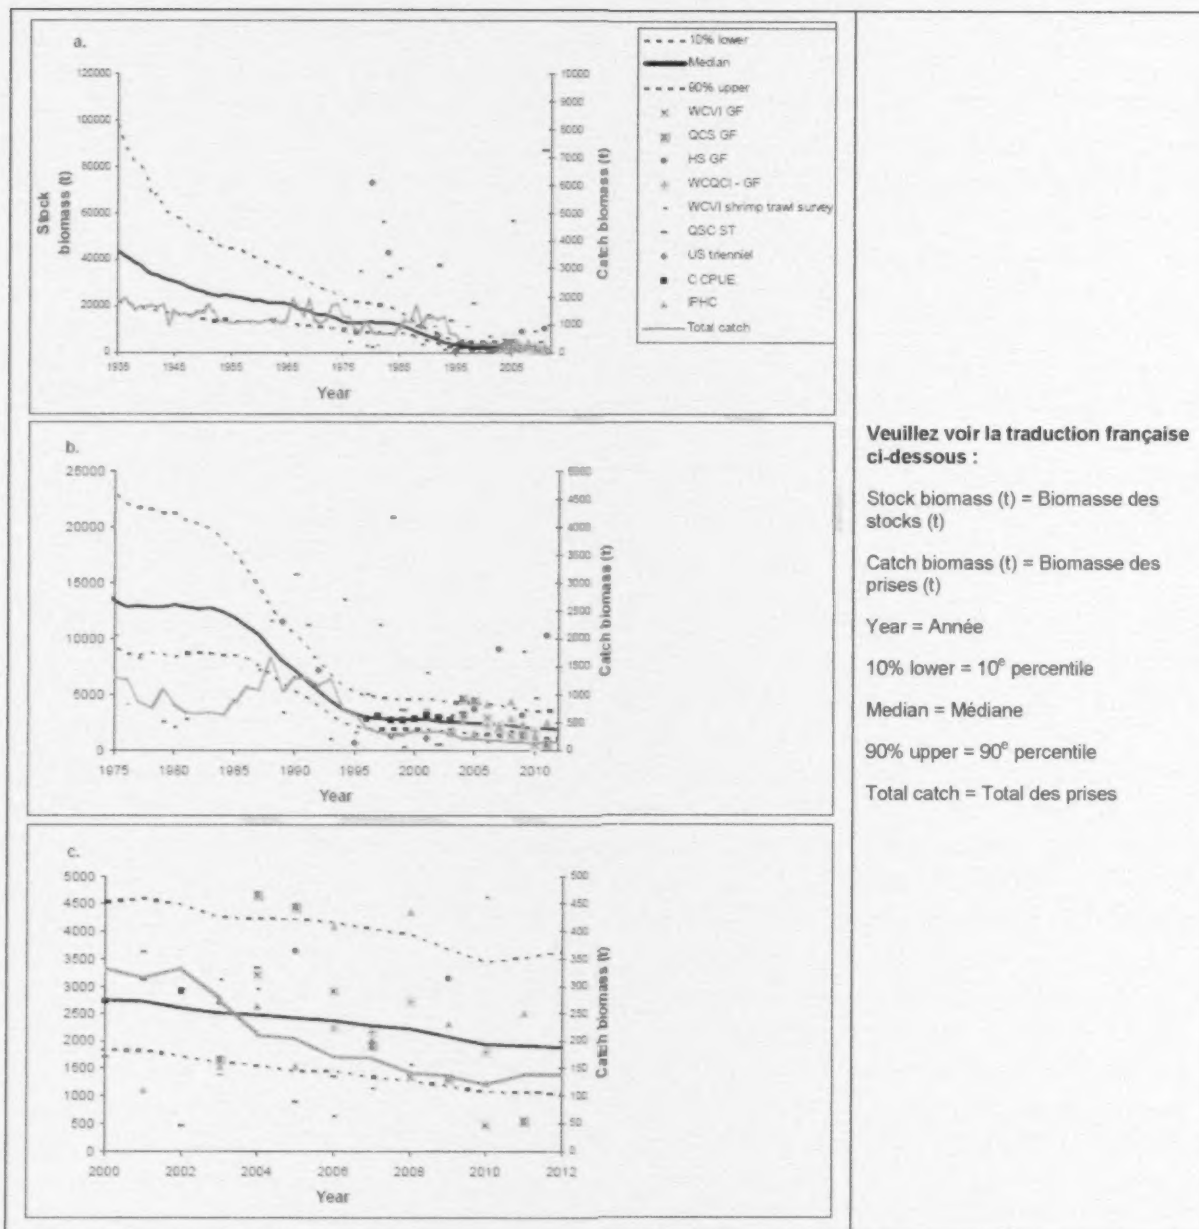 a.
120000
100000
80000
60000
40000
20000
0
Stock
biomass (t)
10000
9000
8000
7000
6000
5000
4000
3000
2000
1000
0
Catch biomass (t)
1935
1945
1955
1965
1975
1985
1995
2005
Year
10% lower
Median
90% upper
WCVI GF
QCS GF
HS GF
WCQCI - GF
WCVI shrimp trawl survey
QSC ST
US trienniel
C CPUE
IPHC
Total catch
b.
25000
20000
15000
10000
5000
0
5000
4500
4000
3500
3000
2500
2000
1500
1000
500
0
Catch biomass (t)
1975
1980
1985
1990
1995
2000
2005
2010
Year
c.
5000
4500
4000
3500
3000
2500
2000
1500
1000
500
0
500
450
400
350
300
250
200
150
100
50
0
Catch biomass (t)
2000
2002
2004
2006
2008
2010
2012
Year
Veuillez voir la traduction française
ci-dessous :
Stock biomass (t) = Biomasse des
stocks (t)
Catch biomass (t) = Biomasse des
prises (t)
Year = Année
10% lower = 10e percentile
Median = Médiane
90% upper = 90e percentile
Total catch = Total des prises